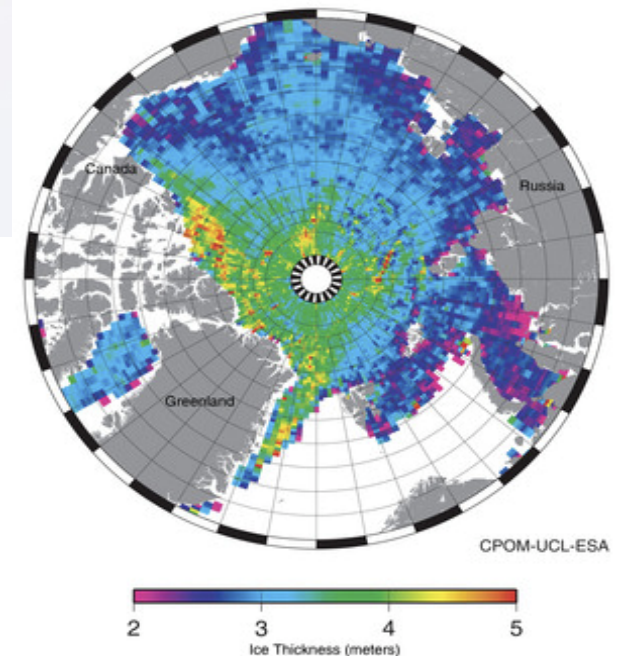 Canada
Russia
Greenland
CPOM-UCL-ESA
2 3 4 5
Ice Thickness (meters)